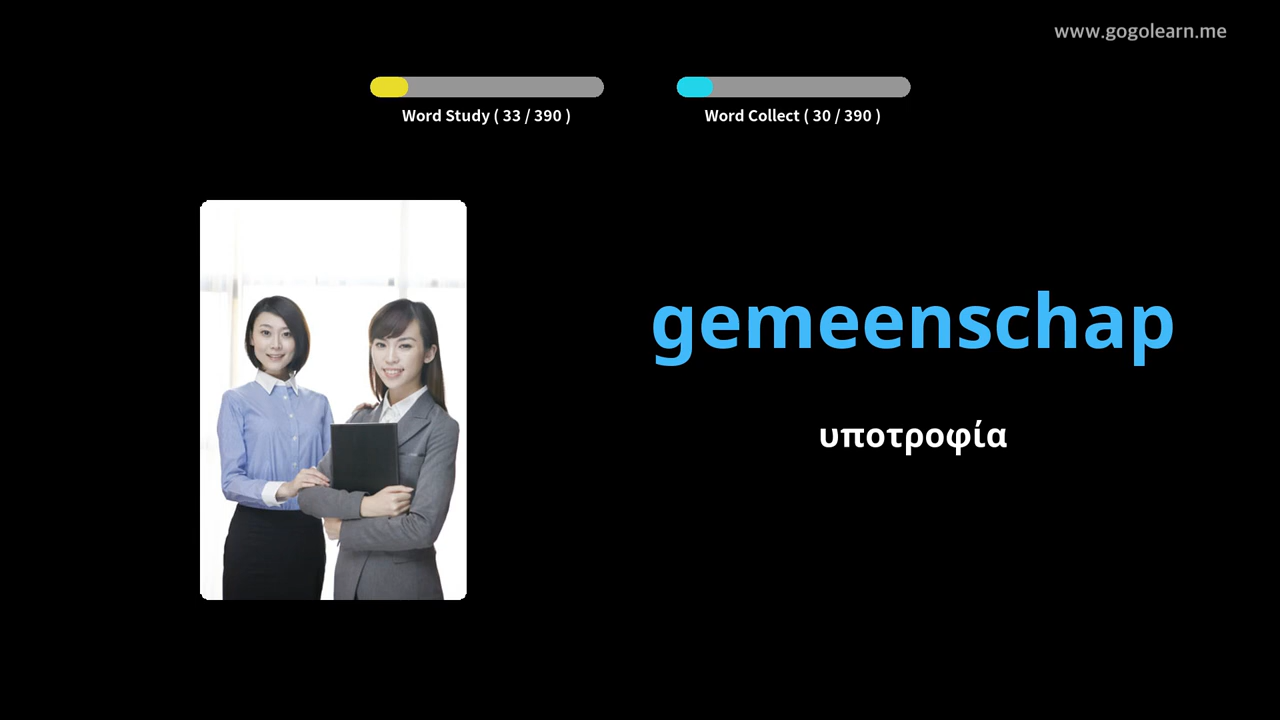 www.gogolearn.me
Word Study ( 33 / 390 )
Word Collect ( 30 / 390 )
gemeenschap
υποτροφία